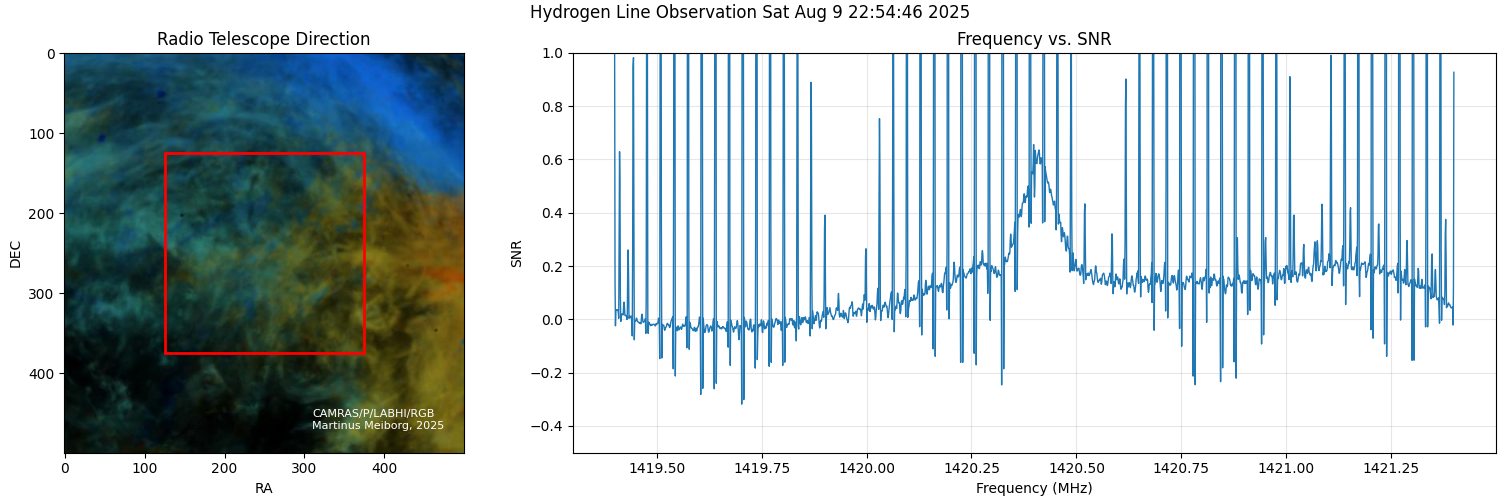 Hydrogen Line Observation Sat Aug 9 22:54:46 2025
Radio Telescope Direction
0
100
200
300
400
DEC
0 100 200 300 400
RA
CAMRAS/P/LABHI/RGB
Martinus Meiborg, 2025
Frequency vs. SNR
1.0
0.8
0.6
0.4
0.2
0.0
−0.2
−0.4
SNR
1419.50 1419.75 1420.00 1420.25 1420.50 1420.75 1421.00 1421.25
Frequency (MHz)